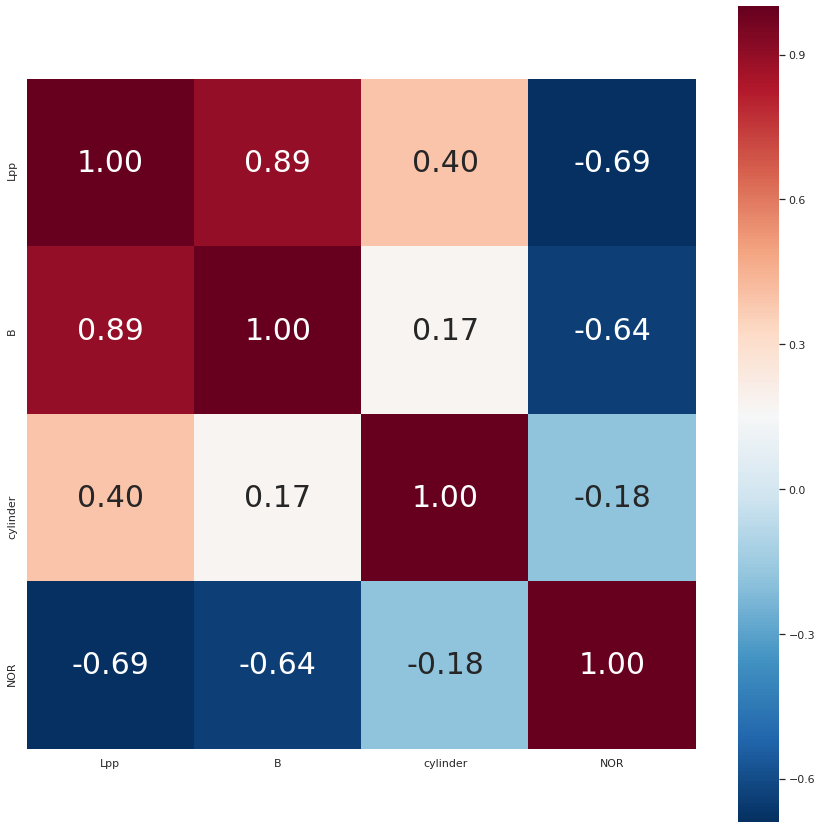 Lpp 1.00 0.89 0.40 -0.69
B 0.89 1.00 0.17 -0.64
cylinder 0.40 0.17 1.00 -0.18
NOR -0.69 -0.64 -0.18 1.00
Lpp B cylinder NOR
0.9
0.6
0.3
0.0
−0.3
−0.6